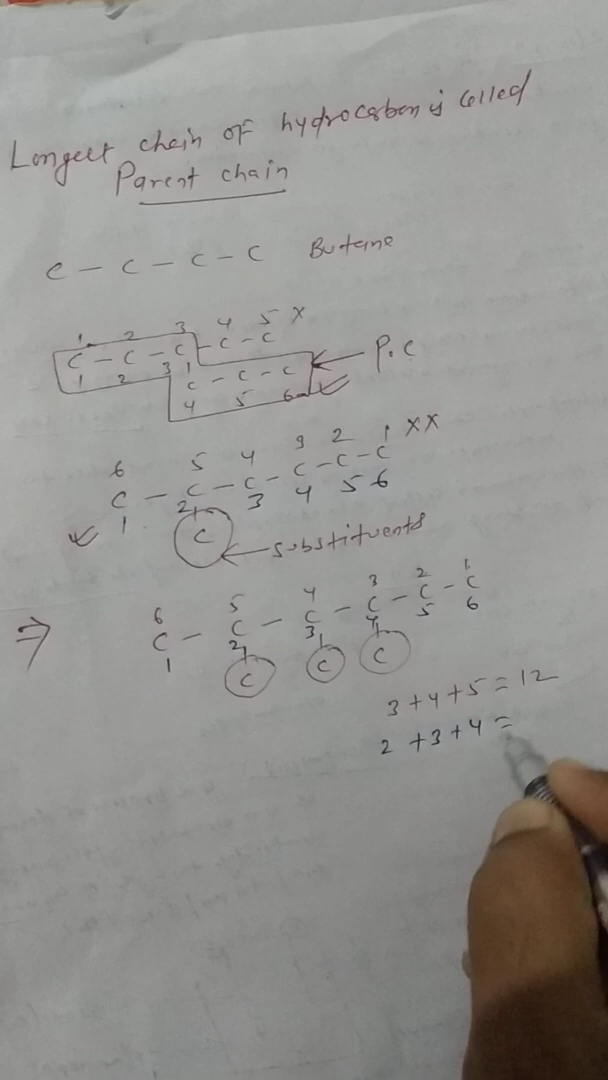 Longest chain of hydrocarbon is called
Parent chain
C - C - C - C Butane
1 2 3 4 5 X
C - C - C - C - C
1 2 3 | P.C
C - C - C
4 5 6
6 5 4 3 2 1 XX
C - C - C - C - C - C
1 2 3 4 5 6
C substituents
6 5 4 3 2 1
⇒ C - C - C - C - C - C
1 2 3 4 5 6
C C C
3 + 4 + 5 = 12
2 + 3 + 4 =